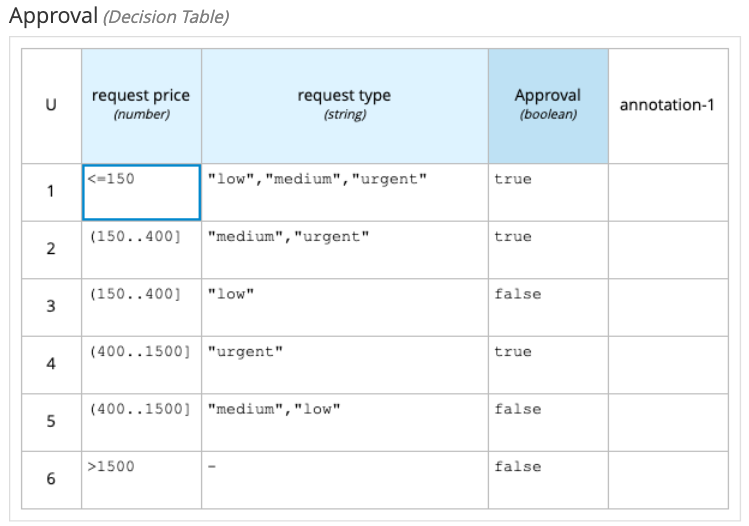 Approval (Decision Table)
U request price request type Approval annotation-1
(number) (string) (boolean)
1 <=150 "low","medium","urgent" true
2 (150..400] "medium","urgent" true
3 (150..400] "low" false
4 (400..1500] "urgent" true
5 (400..1500] "medium","low" false
6 >1500 - false